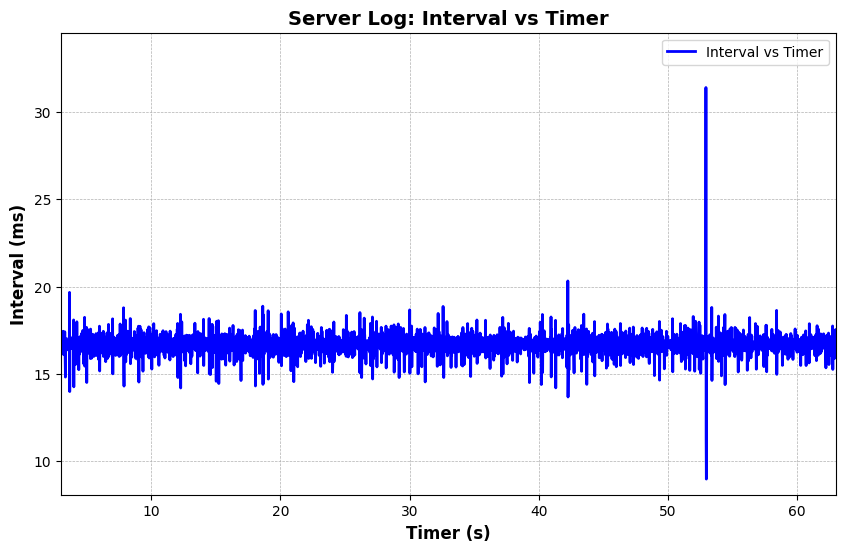 Server Log: Interval vs Timer
Interval vs Timer
30
25
20
15
10
Interval (ms)
10 20 30 40 50 60
Timer (s)